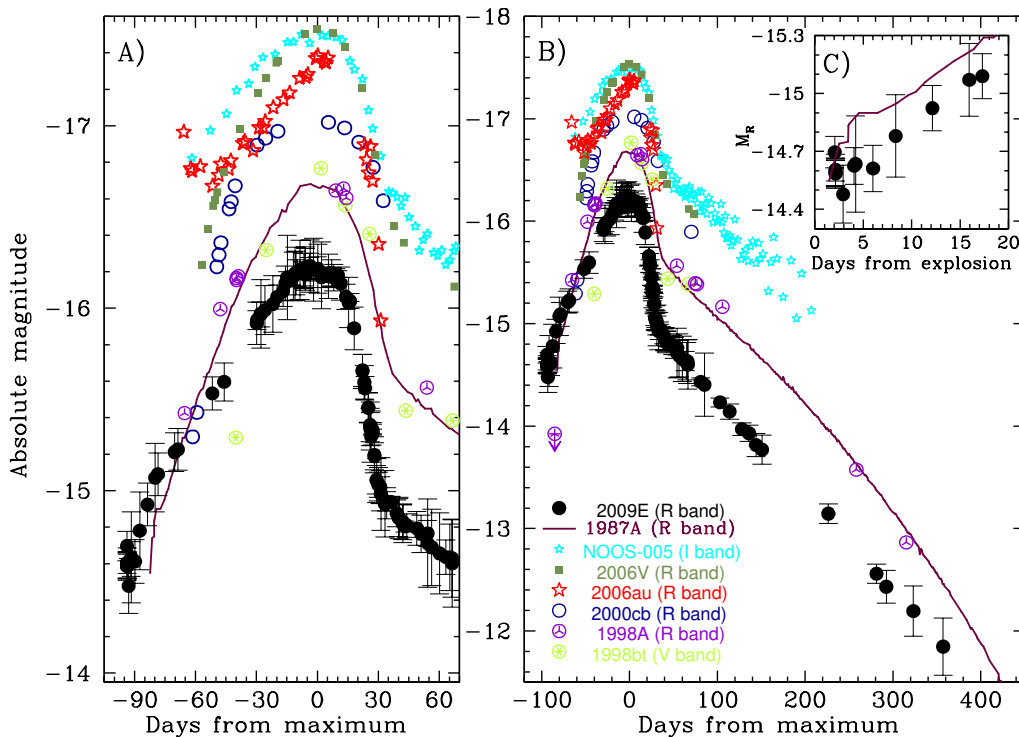 A)
Absolute magnitude
-17
-16
-15
-14
-90
-60
-30
0
30
60
Days from maximum
B)
-18
-17
-16
-15
-14
-13
-12
-100
0
100
200
300
400
Days from maximum
2009E (R band)
1987A (R band)
NOOS-005 (I band)
2006V (R band)
2006au (R band)
2000cb (R band)
1998A (R band)
1998bt (V band)
C)
M_R
-15.3
-15
-14.7
-14.4
0
5
10
15
20
Days from explosion